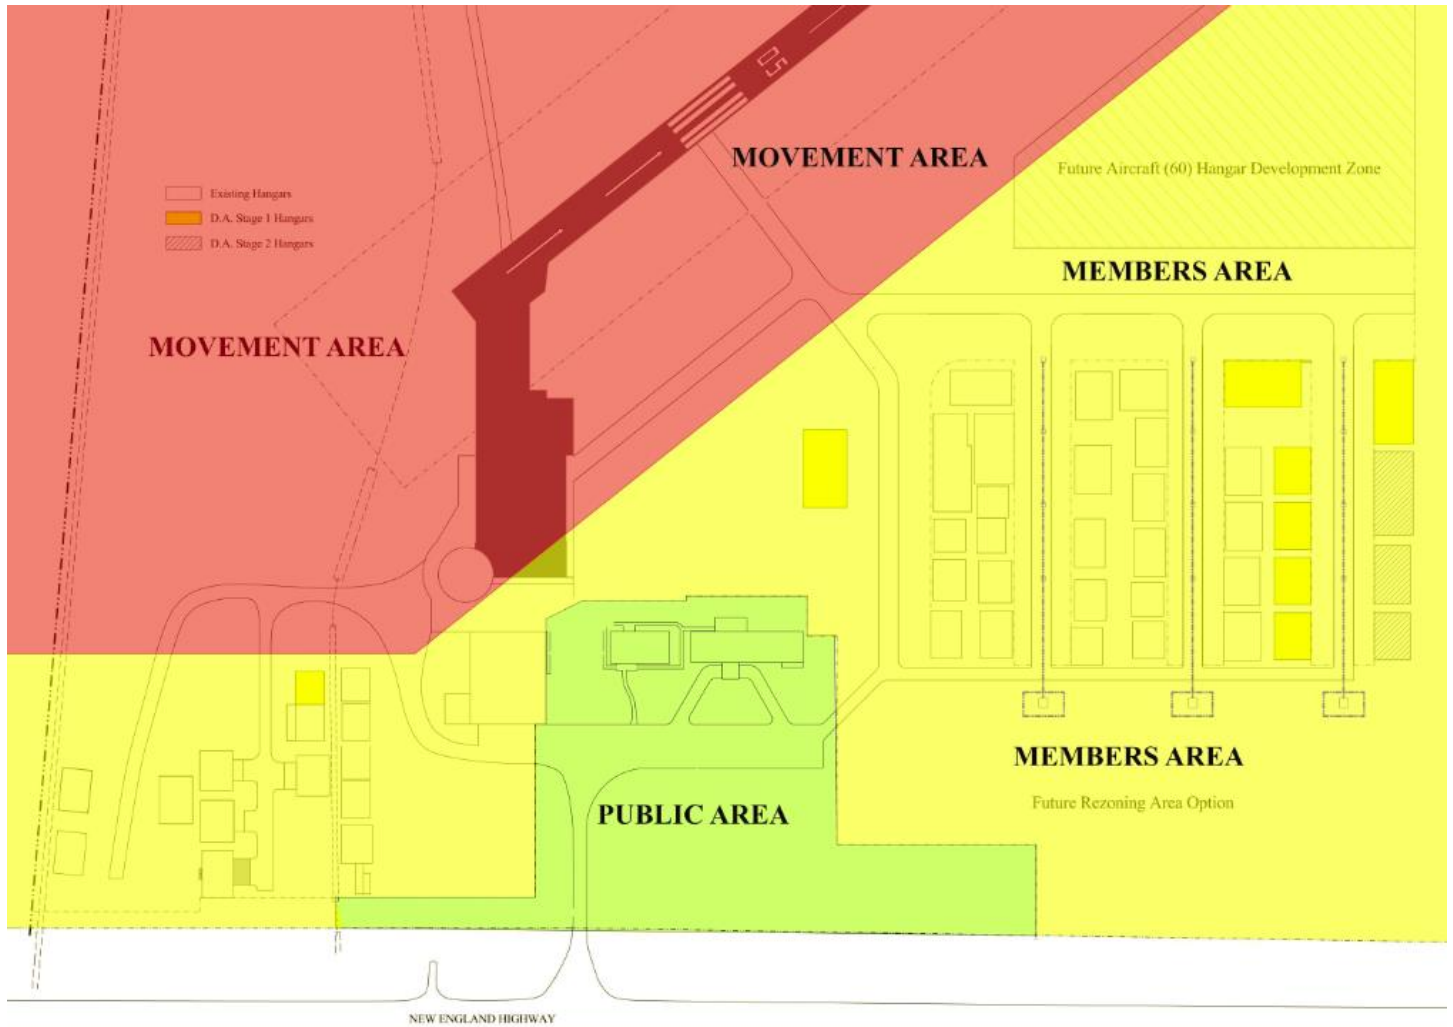 05
MOVEMENT AREA
Future Aircraft (60) Hangar Development Zone
Existing Hangars
D.A. Stage 1 Hangars
D.A. Stage 2 Hangars
MEMBERS AREA
MOVEMENT AREA
MEMBERS AREA
Future Rezoning Area Option
PUBLIC AREA
NEW ENGLAND HIGHWAY